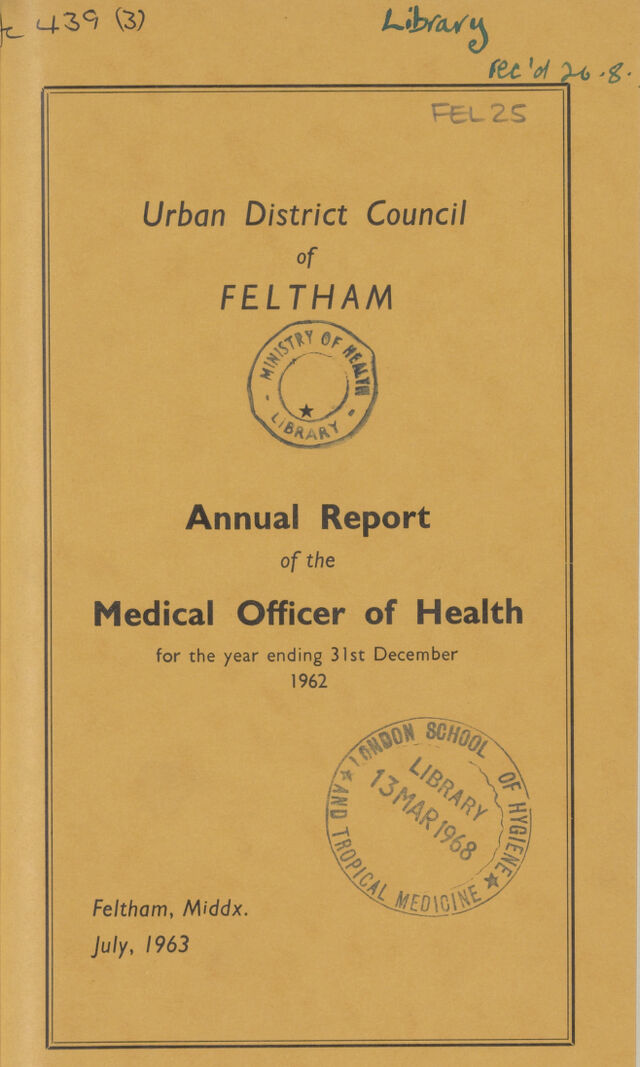 439 (3)
Library
rec'd 26.8.
FEL 25
Urban District Council
of
FELTHAM
MINISTRY OF HEALTH
- LIBRARY -
Annual Report
of the
Medical Officer of Health
for the year ending 31st December
1962
LONDON SCHOOL OF HYGIENE
AND TROPICAL MEDICINE
LIBRARY
13 MAR 1968
Feltham, Middx.
July, 1963